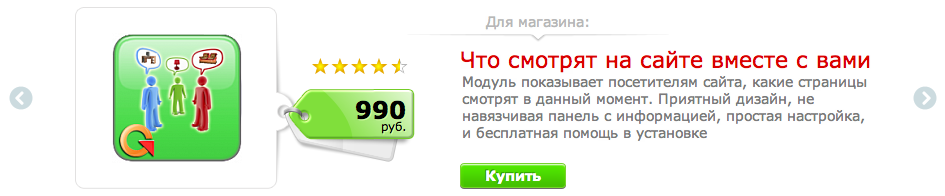 Для магазина:
Что смотрят на сайте вместе с вами
Модуль показывает посетителям сайта, какие страницы
смотрят в данный момент. Приятный дизайн, не
навязчивая панель с информацией, простая настройка,
и бесплатная помощь в установке
990
руб.
Купить